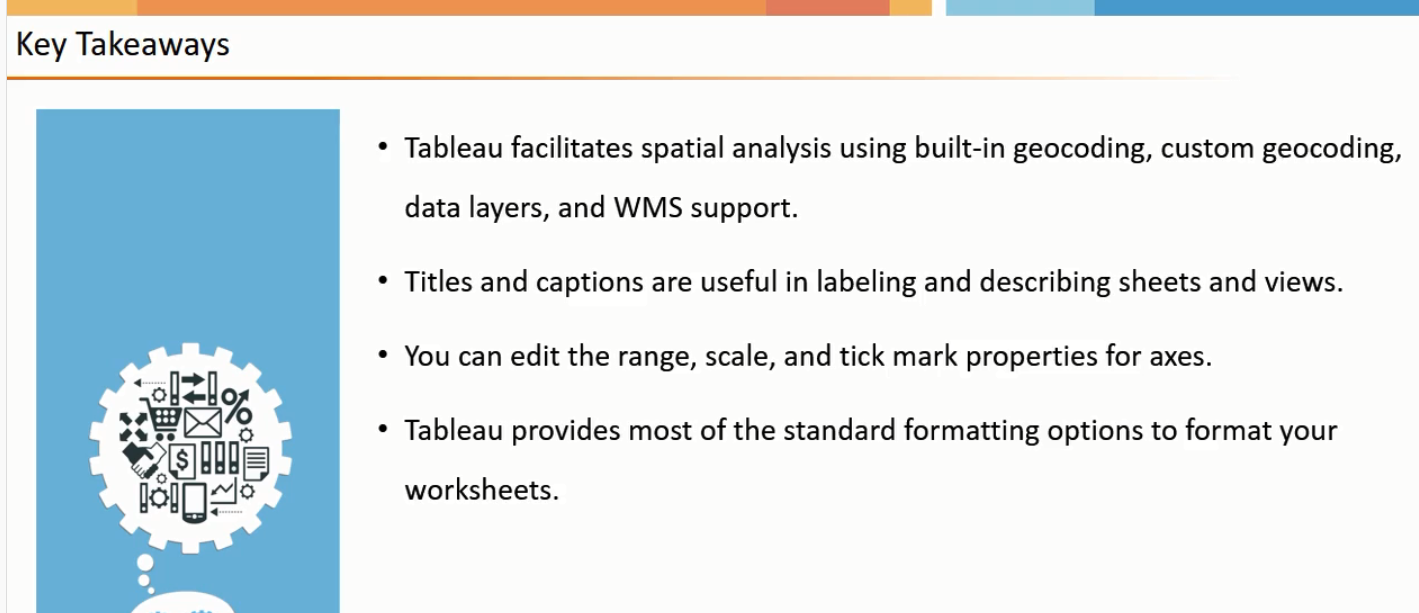 Key Takeaways
• Tableau facilitates spatial analysis using built-in geocoding, custom geocoding,
data layers, and WMS support.
• Titles and captions are useful in labeling and describing sheets and views.
• You can edit the range, scale, and tick mark properties for axes.
• Tableau provides most of the standard formatting options to format your
worksheets.
%
$